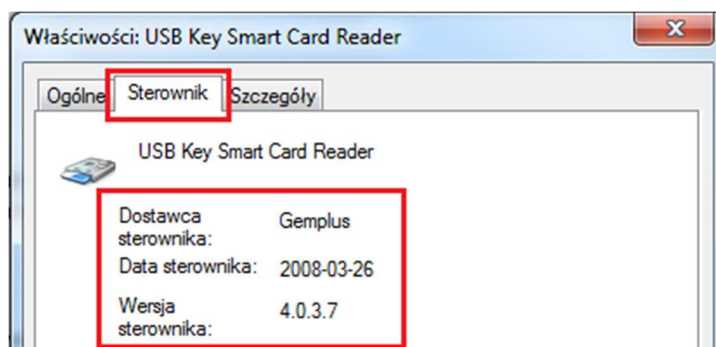 Właściwości: USB Key Smart Card Reader
Ogólne Sterownik Szczegóły
USB Key Smart Card Reader
Dostawca sterownika: Gemplus
Data sterownika: 2008-03-26
Wersja sterownika: 4.0.3.7